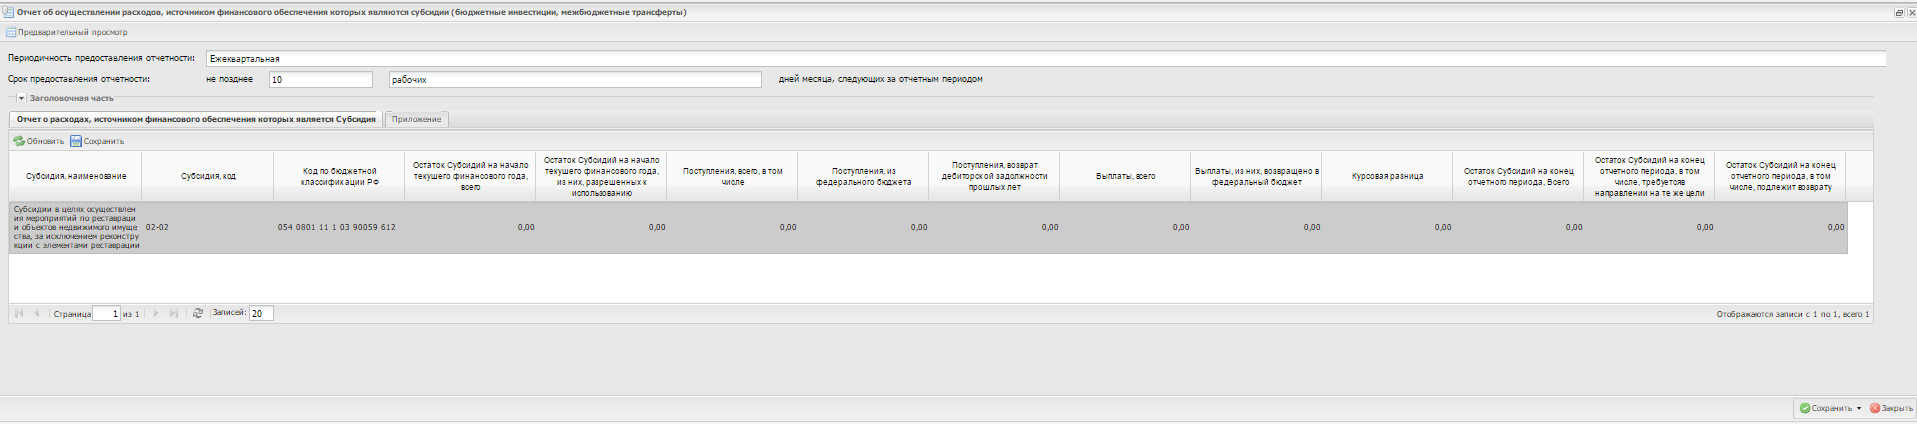 Отчет об осуществлении расходов, источником финансового обеспечения которых являются субсидии (бюджетные инвестиции, межбюджетные трансферты)
Предварительный просмотр
Периодичность предоставления отчетности: Ежеквартальная
Срок предоставления отчетности: не позднее 10 рабочих дней месяца, следующих за отчетным периодом
Заголовочная часть
Отчет о расходах, источником финансового обеспечения которых является Субсидия Приложение
Обновить Сохранить
Субсидия, наименование
Субсидия, код
Код по бюджетной
классификации РФ
Остаток Субсидий на начало
текущего финансового года,
всего
Остаток Субсидий на начало
текущего финансового года,
из них, разрешенных к
использованию
Поступления, всего, в том
числе
Поступления, из
федерального бюджета
Поступления, возврат
дебиторской задолжности
прошлых лет
Выплаты, всего
Выплаты, из них, возвращено в
федеральный бюджет
Курсовая разница
Остаток Субсидий на конец
отчетного периода, Всего
Остаток Субсидий на конец
отчетного периода, в том
числе, требуетсяв
направлении на те же цели
Остаток Субсидий на конец
отчетного периода, в том
числе, подлежит возврату
Субсидии в целях осуществлен
ия мероприятий по реставраци
и объектов недвижимого имуще
ства, за исключением реконстру
кции с элементами реставрации
02-02
054 0801 11 1 03 90059 612
0,00 0,00 0,00 0,00 0,00 0,00 0,00 0,00 0,00 0,00 0,00
Страница 1 из 1 Записей: 20 Отображаются записи с 1 по 1, всего 1
Сохранить Закрыть